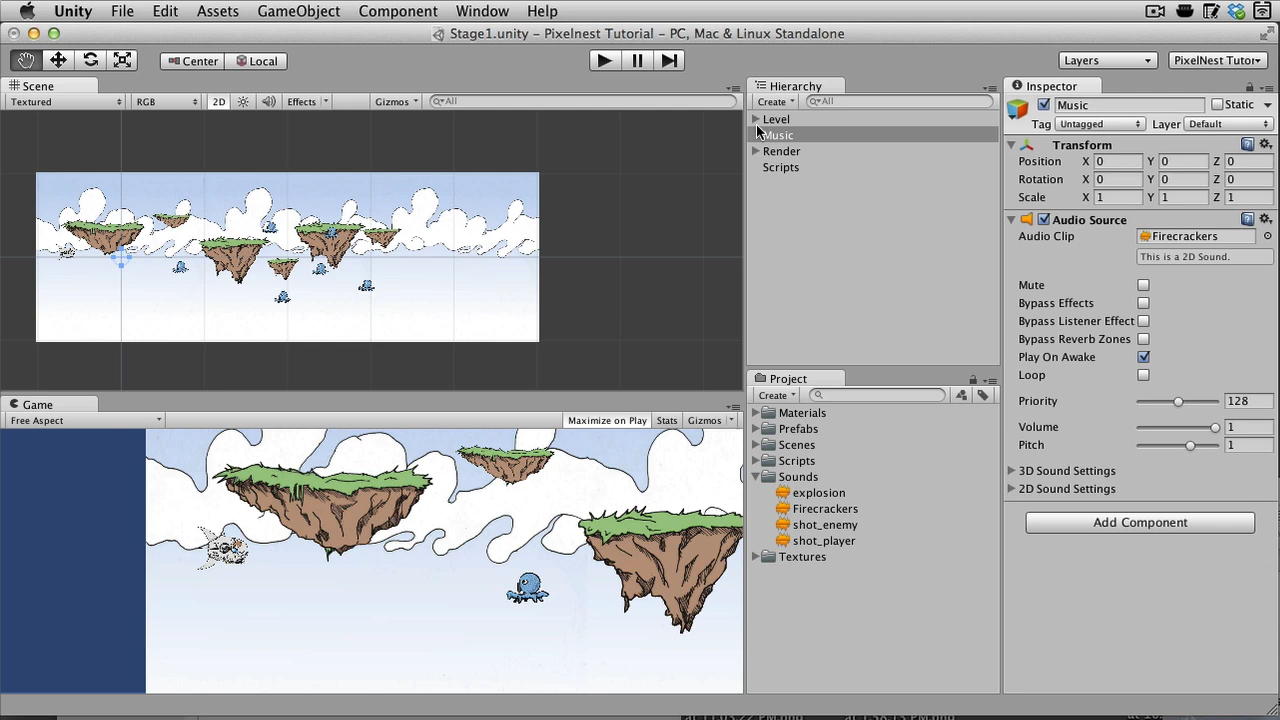 Unity File Edit Assets GameObject Component Window Help
Stage1.unity - Pixelnest Tutorial - PC, Mac & Linux Standalone
Center Local Layers PixelNest Tutor
Scene
Textured RGB 2D Effects Gizmos All
Game
Free Aspect Maximize on Play Stats Gizmos
Hierarchy
Create All
Level
Music
Render
Scripts
Project
Create
Materials
Prefabs
Scenes
Scripts
Sounds
explosion
Firecrackers
shot_enemy
shot_player
Textures
Inspector
Music Static
Tag Untagged Layer Default
Transform
Position X 0 Y 0 Z 0
Rotation X 0 Y 0 Z 0
Scale X 1 Y 1 Z 1
Audio Source
Audio Clip Firecrackers
This is a 2D Sound.
Mute
Bypass Effects
Bypass Listener Effect
Bypass Reverb Zones
Play On Awake
Loop
Priority 128
Volume 1
Pitch 1
3D Sound Settings
2D Sound Settings
Add Component